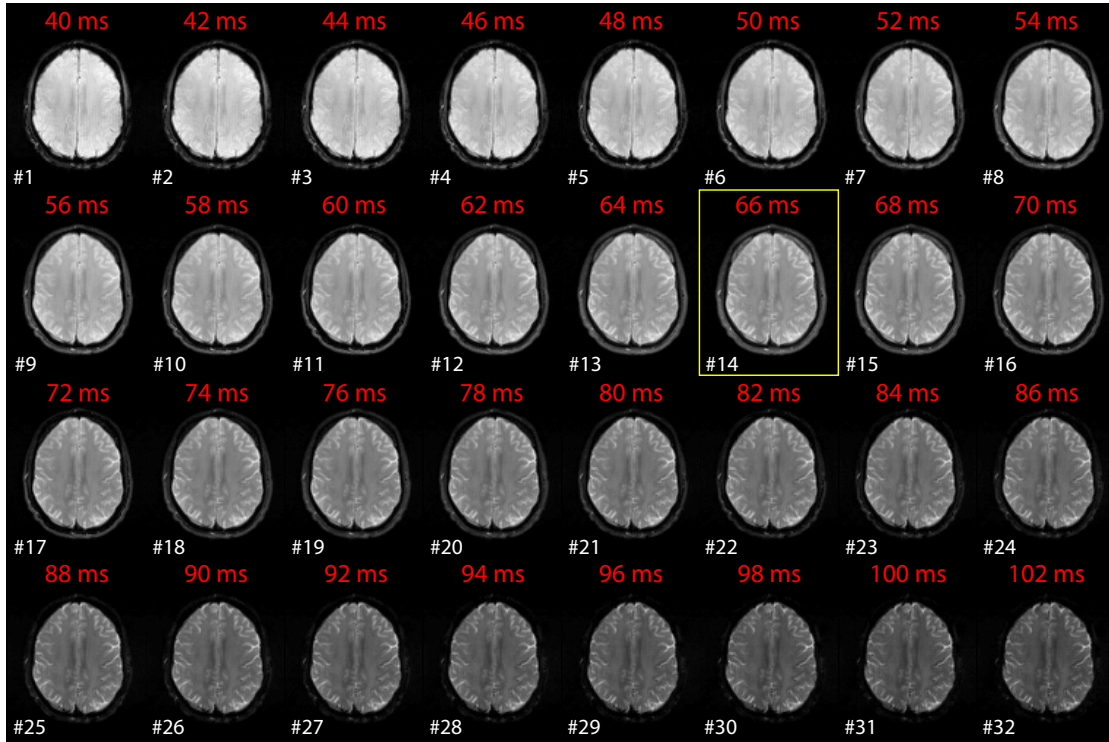 40 ms 42 ms 44 ms 46 ms 48 ms 50 ms 52 ms 54 ms
#1 #2 #3 #4 #5 #6 #7 #8
56 ms 58 ms 60 ms 62 ms 64 ms 66 ms 68 ms 70 ms
#9 #10 #11 #12 #13 #14 #15 #16
72 ms 74 ms 76 ms 78 ms 80 ms 82 ms 84 ms 86 ms
#17 #18 #19 #20 #21 #22 #23 #24
88 ms 90 ms 92 ms 94 ms 96 ms 98 ms 100 ms 102 ms
#25 #26 #27 #28 #29 #30 #31 #32